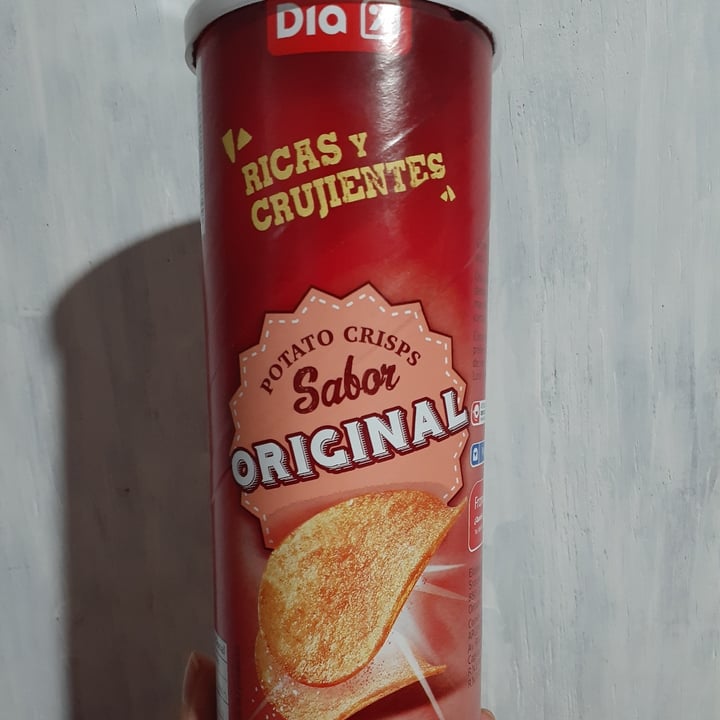 Dia %
RICAS Y
CRUJIENTES
POTATO CRISPS
Sabor
ORIGINAL